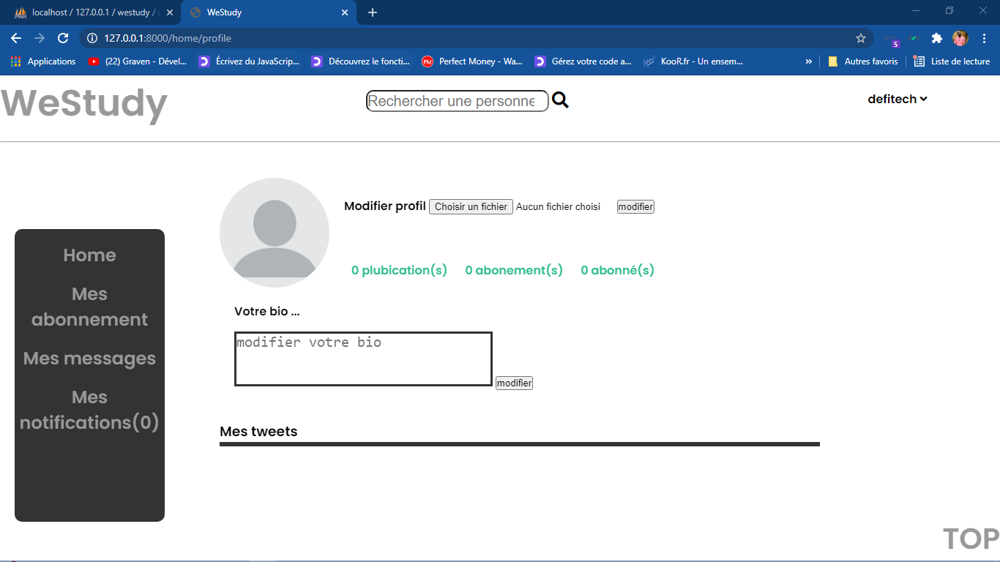 localhost / 127.0.0.1 / westudy /
WeStudy
127.0.0.1:8000/home/profile
5
Applications
(22) Graven - Dével...
Écrivez du JavaScrip...
Découvrez le foncti...
PM
Perfect Money - Wa...
Gérez votre code a...
KooR.fr - Un ensem...
»
Autres favoris
Liste de lecture
WeStudy
Rechercher une personne
defitech
Modifier profil Choisir un fichier Aucun fichier choisi modifier
0 plubication(s) 0 abonement(s) 0 abonné(s)
Votre bio ...
modifier votre bio
modifier
Home
Mes
abonnement
Mes messages
Mes
notifications(0)
Mes tweets
TOP